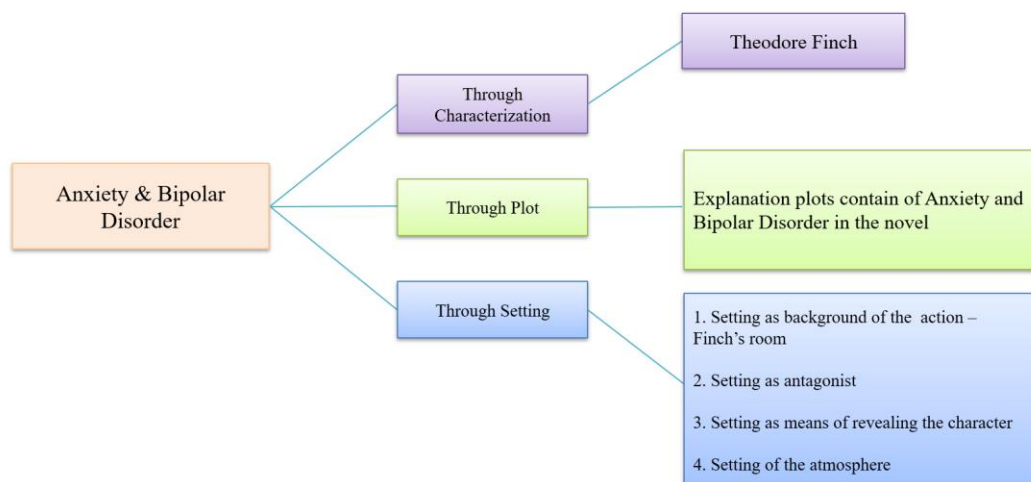 Theodore Finch
Through
Characterization
Anxiety & Bipolar
Disorder
Through Plot
Explanation plots contain of Anxiety and
Bipolar Disorder in the novel
Through Setting
1. Setting as background of the action –
Finch's room
2. Setting as antagonist
3. Setting as means of revealing the character
4. Setting of the atmosphere